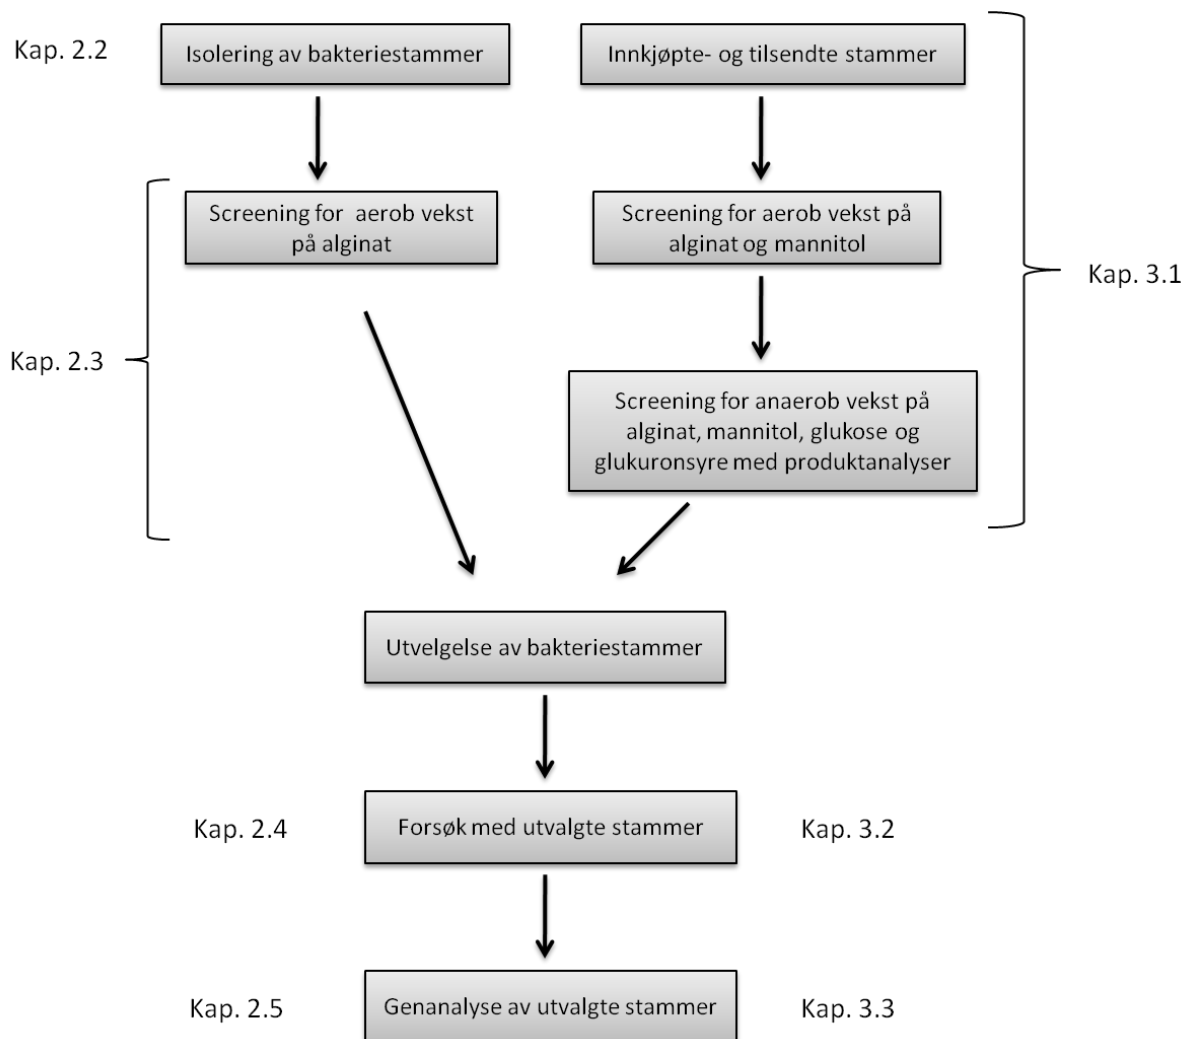 Kap. 2.2
Isolering av bakteriestammer
Innkjøpte- og tilsendte stammer
Screening for aerob vekst
på alginat
Screening for aerob vekst på
alginat og mannitol
Kap. 3.1
Kap. 2.3
Screening for anaerob vekst på
alginat, mannitol, glukose og
glukuronsyre med produktanalyser
Utvelgelse av bakteriestammer
Kap. 2.4
Forsøk med utvalgte stammer
Kap. 3.2
Kap. 2.5
Genanalyse av utvalgte stammer
Kap. 3.3